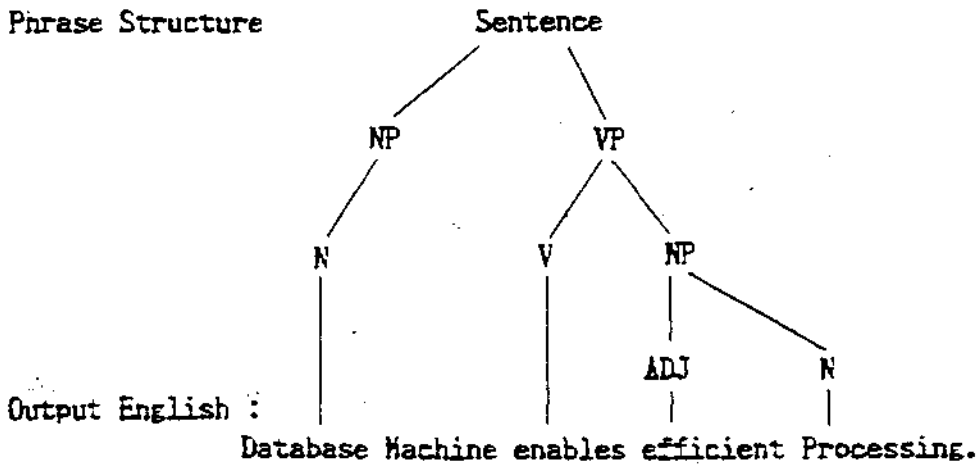 Phrase Structure Sentence
NP VP
N V NP
ADJ N
Output English :
Database Machine enables efficient Processing.